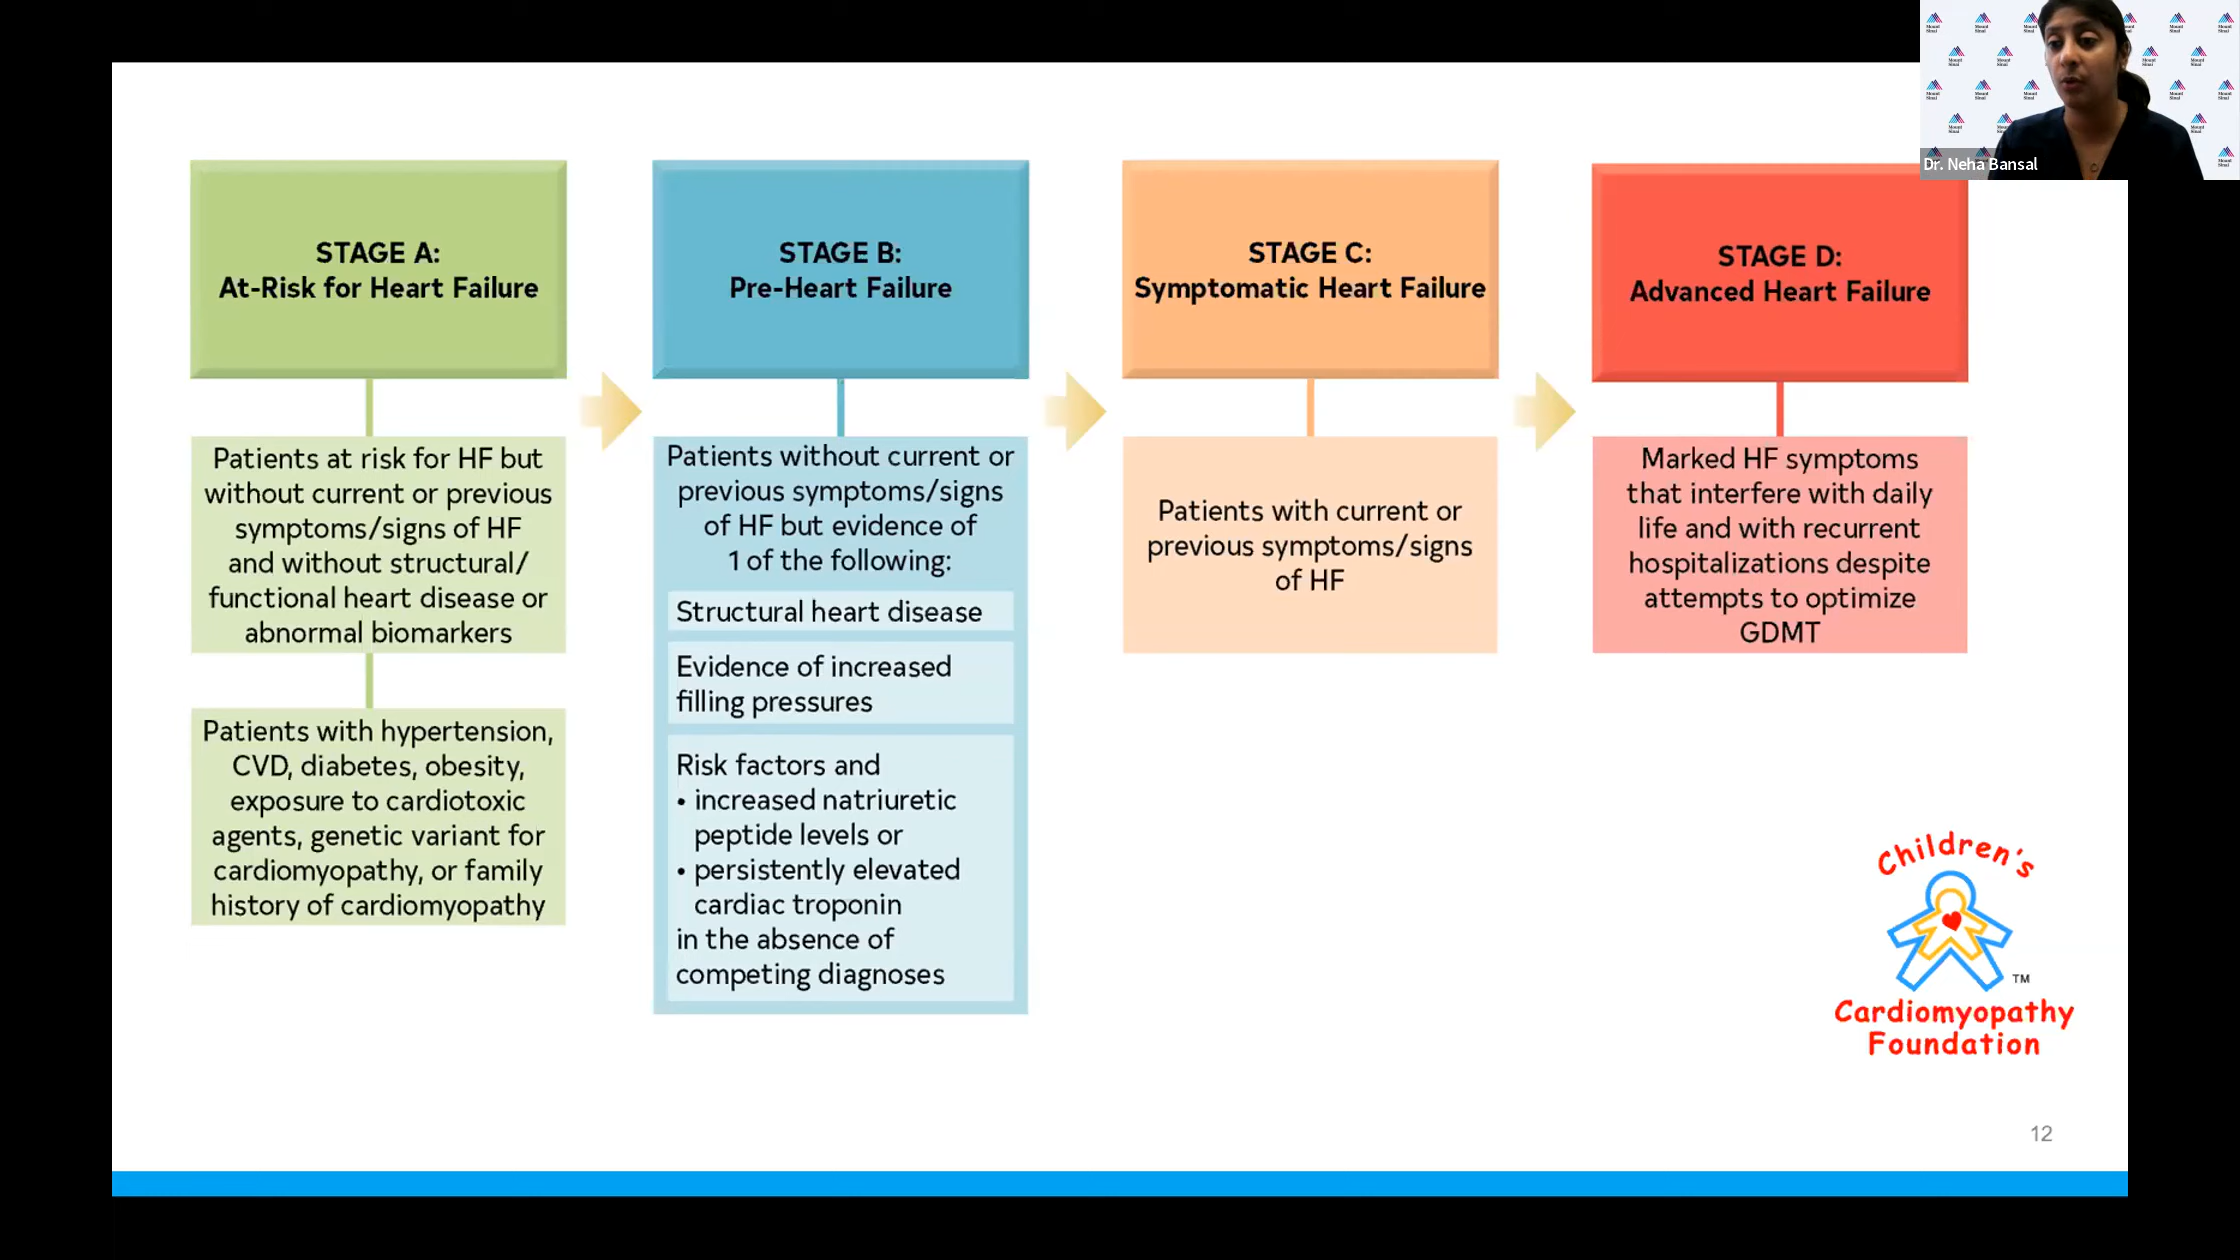 STAGE A:
At-Risk for Heart Failure
Patients at risk for HF but
without current or previous
symptoms/signs of HF
and without structural/
functional heart disease or
abnormal biomarkers
Patients with hypertension,
CVD, diabetes, obesity,
exposure to cardiotoxic
agents, genetic variant for
cardiomyopathy, or family
history of cardiomyopathy
STAGE B:
Pre-Heart Failure
Patients without current or
previous symptoms/signs
of HF but evidence of
1 of the following:
Structural heart disease
Evidence of increased
filling pressures
Risk factors and
• increased natriuretic
peptide levels or
• persistently elevated
cardiac troponin
in the absence of
competing diagnoses
STAGE C:
Symptomatic Heart Failure
Patients with current or
previous symptoms/signs
of HF
STAGE D:
Advanced Heart Failure
Marked HF symptoms
that interfere with daily
life and with recurrent
hospitalizations despite
attempts to optimize
GDMT
Dr. Neha Bansal
Mount
Sinai
Children's
TM
Cardiomyopathy
Foundation
12